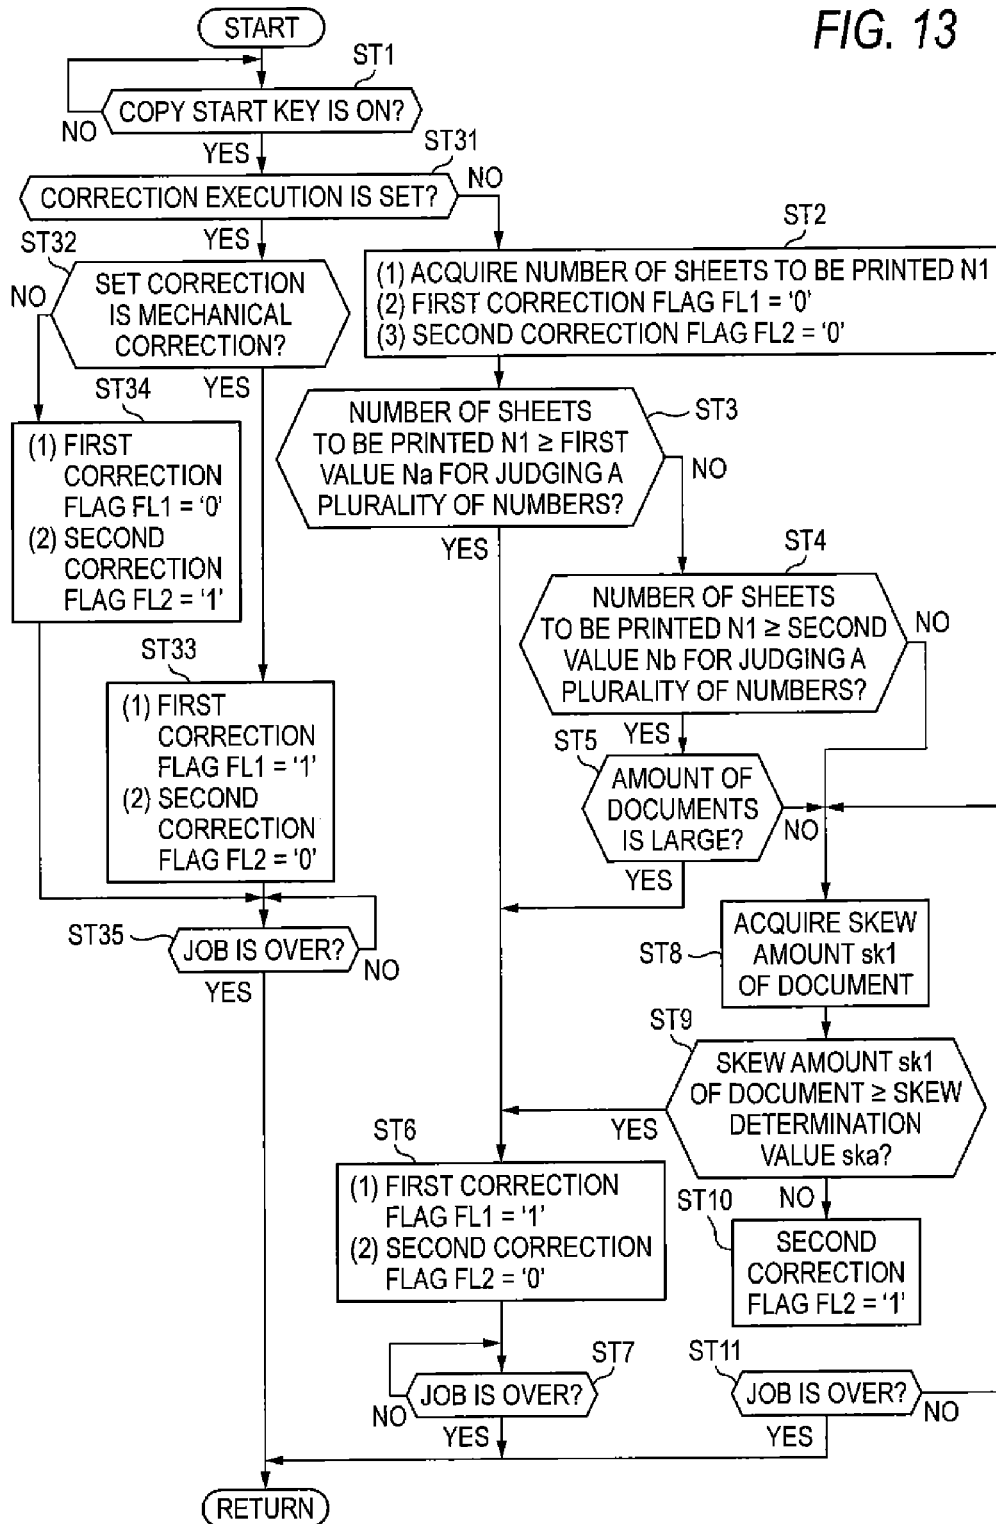 FIG. 13
START
ST1
COPY START KEY IS ON?
NO
YES
ST31
CORRECTION EXECUTION IS SET?
NO
YES
ST32
SET CORRECTION
IS MECHANICAL
CORRECTION?
NO
YES
ST2
(1) ACQUIRE NUMBER OF SHEETS TO BE PRINTED N1
(2) FIRST CORRECTION FLAG FL1 = ‘0’
(3) SECOND CORRECTION FLAG FL2 = ‘0’
ST34
(1) FIRST
CORRECTION
FLAG FL1 = ‘0’
(2) SECOND
CORRECTION
FLAG FL2 = ‘1’
ST3
NUMBER OF SHEETS
TO BE PRINTED N1 ≥ FIRST
VALUE Na FOR JUDGING A
PLURALITY OF NUMBERS?
NO
YES
ST4
NUMBER OF SHEETS
TO BE PRINTED N1 ≥ SECOND
VALUE Nb FOR JUDGING A
PLURALITY OF NUMBERS?
NO
YES
ST33
(1) FIRST
CORRECTION
FLAG FL1 = ‘1’
(2) SECOND
CORRECTION
FLAG FL2 = ‘0’
ST5
AMOUNT OF
DOCUMENTS
IS LARGE?
NO
YES
ST35
JOB IS OVER?
NO
YES
ST8
ACQUIRE SKEW
AMOUNT sk1
OF DOCUMENT
ST9
SKEW AMOUNT sk1
OF DOCUMENT ≥ SKEW
DETERMINATION
VALUE ska?
YES
NO
ST6
(1) FIRST CORRECTION
FLAG FL1 = ‘1’
(2) SECOND CORRECTION
FLAG FL2 = ‘0’
ST10
SECOND
CORRECTION
FLAG FL2 = ‘1’
ST7
JOB IS OVER?
NO
YES
ST11
JOB IS OVER?
NO
YES
RETURN